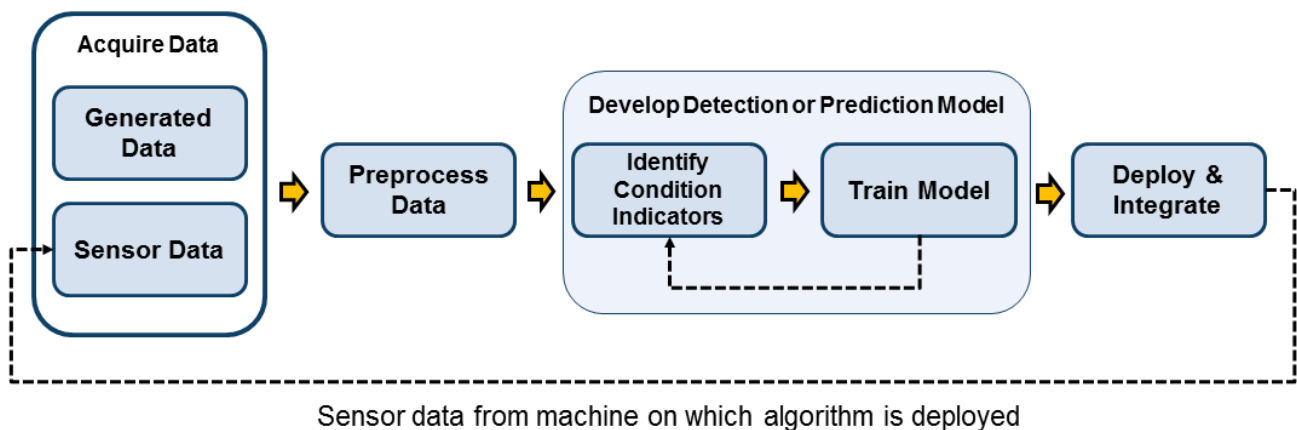 Acquire Data
Generated
Data
Sensor Data
Preprocess
Data
Develop Detection or Prediction Model
Identify
Condition
Indicators
Train Model
Deploy &
Integrate
Sensor data from machine on which algorithm is deployed